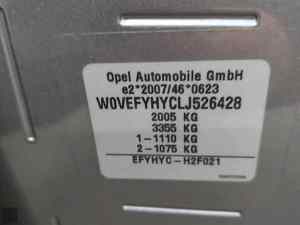 Opel Automobile GmbH
e2*2007/46*0623
W0VEFYHYCLJ526428
2005 KG
3355 KG
1-1110 KG
2-1075 KG
EFYHYC-H2F021